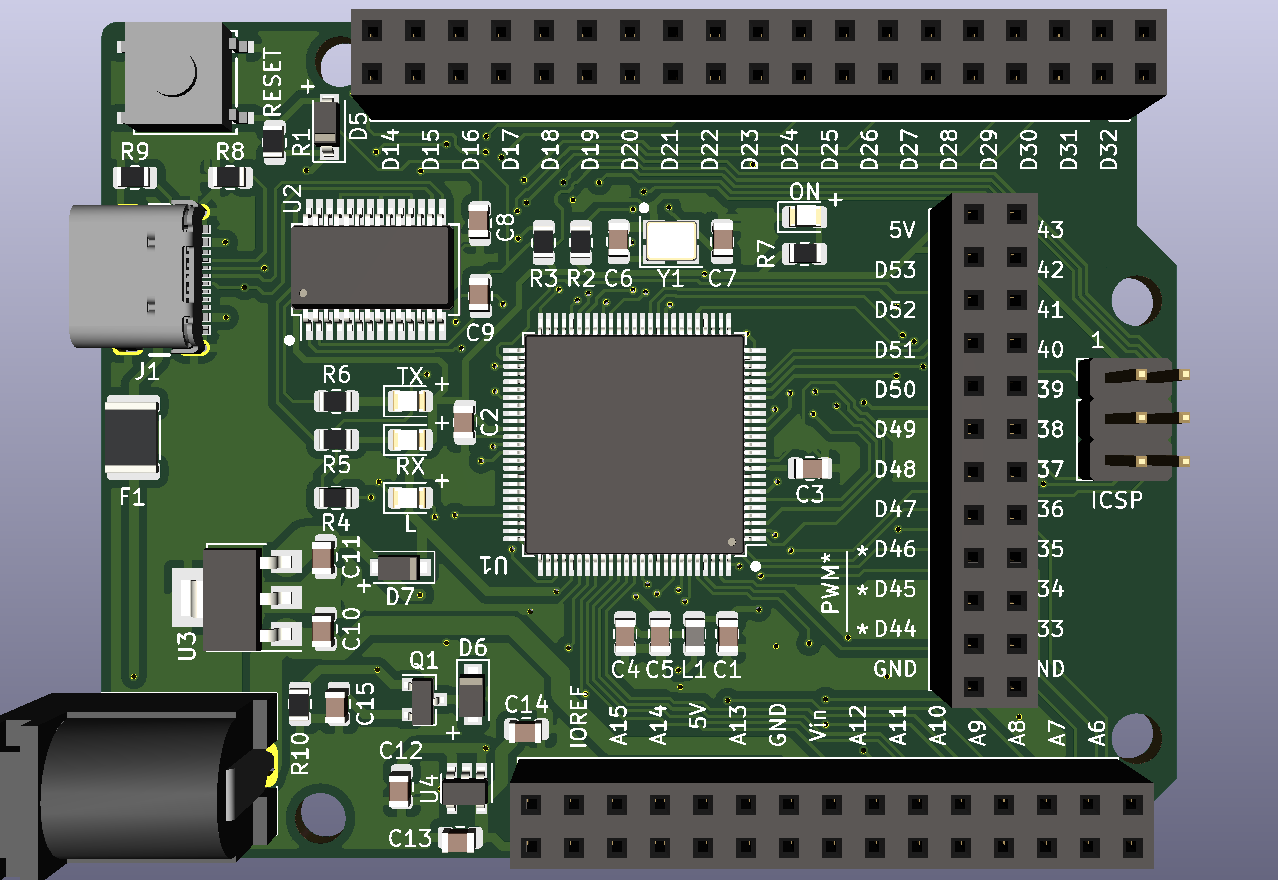 RESET
+
R1
D5
R9
R8
D14
D15
D16
D17
D18
D19
D20
D21
D22
D23
D24
D25
D26
D27
D28
D29
D30
D31
D32
U2
C8
ON
+
R7
R3
R2
C6
Y1
C7
C9
J1
5V
43
D53
42
D52
41
D51
40
1
D50
39
D49
38
D48
37
D47
36
* D46
35
* D45
34
* D44
33
GND
ND
PWM*
ICSP
R6
TX
+
+
C2
R5
RX
+
R4
L
F1
C3
U1
C11
+
D7
U3
C10
C4
C5
L1
C1
Q1
D6
+
C15
R10
C14
C12
U4
C13
IOREF
A15
A14
5V
A13
GND
Vin
A12
A11
A10
A9
A8
A7
A6